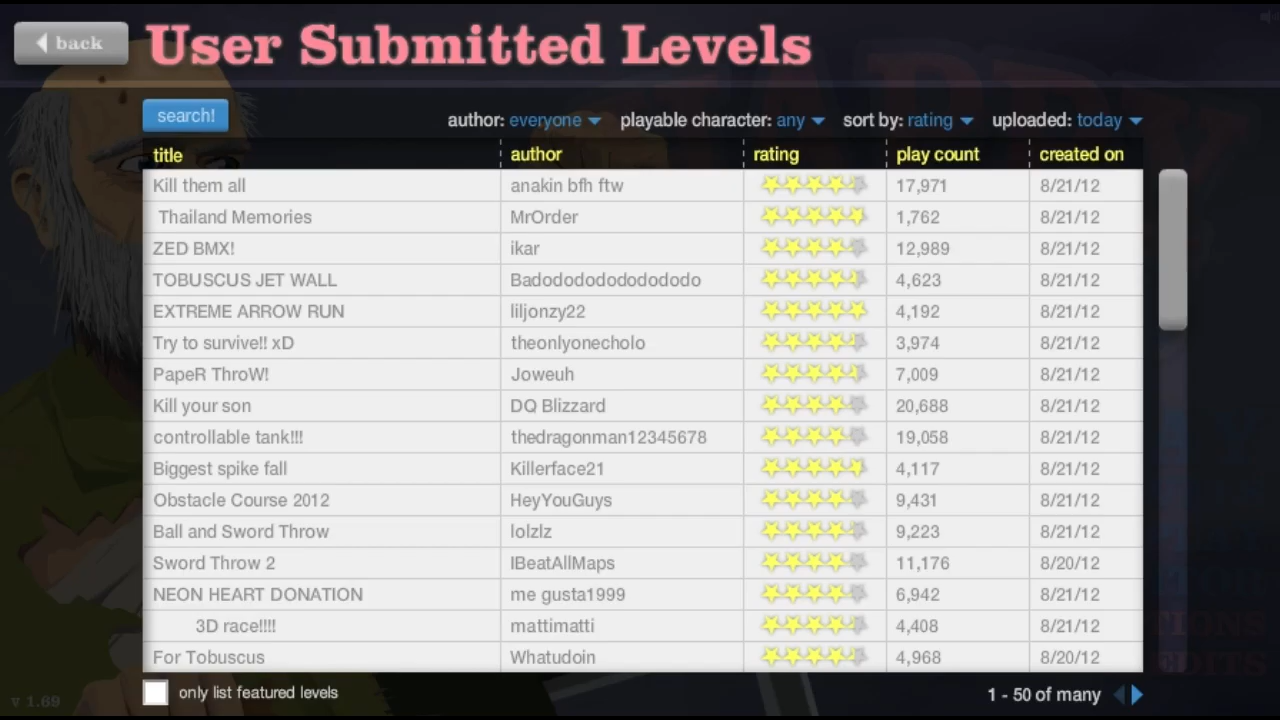 back
User Submitted Levels
search!
author: everyone playable character: any sort by: rating uploaded: today
title author rating play count created on
Kill them all anakin bfh ftw 17,971 8/21/12
Thailand Memories MrOrder 1,762 8/21/12
ZED BMX! ikar 12,989 8/21/12
TOBUSCUS JET WALL Badodododododododo 4,623 8/21/12
EXTREME ARROW RUN liljonzy22 4,192 8/21/12
Try to survive!! xD theonlyonecholo 3,974 8/21/12
PapeR ThroW! Joweuh 7,009 8/21/12
Kill your son DQ Blizzard 20,688 8/21/12
controllable tank!!! thedragonman12345678 19,058 8/21/12
Biggest spike fall Killerface21 4,117 8/21/12
Obstacle Course 2012 HeyYouGuys 9,431 8/21/12
Ball and Sword Throw lolzlz 9,223 8/21/12
Sword Throw 2 IBeatAllMaps 11,176 8/20/12
NEON HEART DONATION me gusta1999 6,942 8/20/12
3D race!!!! mattimatti 4,408 8/21/12
For Tobuscus Whatudoin 4,968 8/20/12
only list featured levels 1 - 50 of many
v 1.69